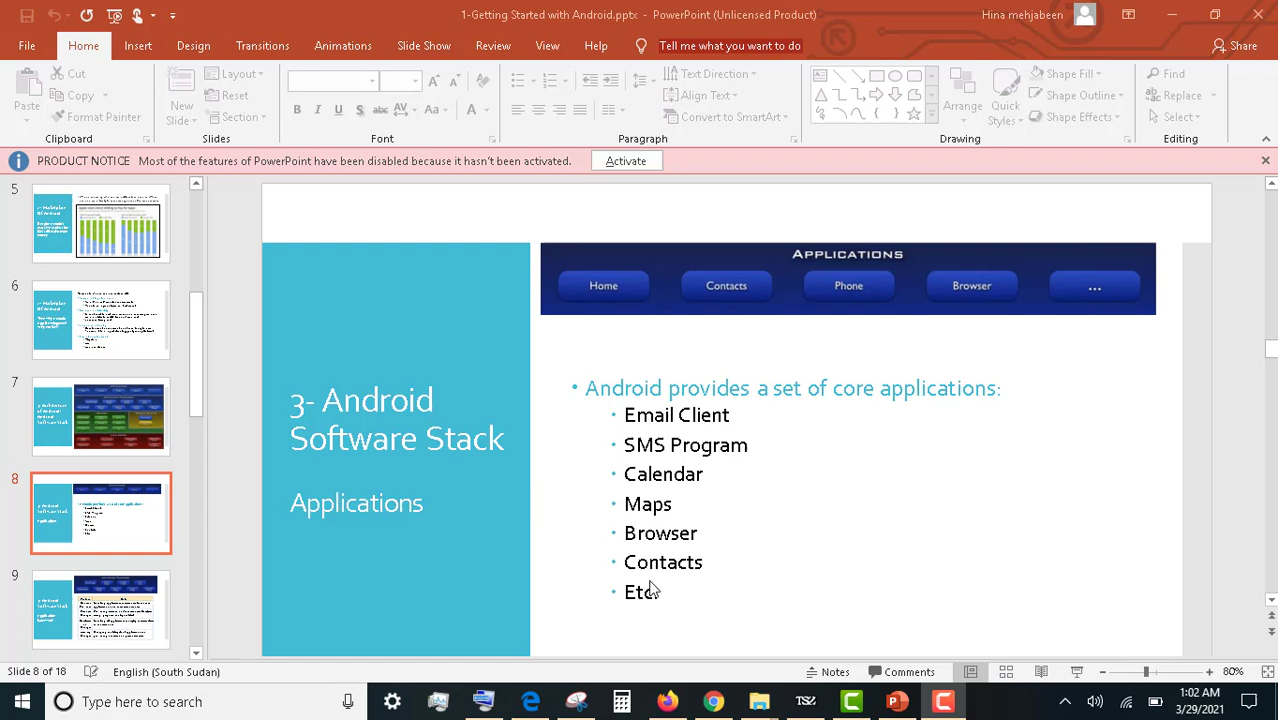 1-Getting Started with Android.pptx - PowerPoint (Unlicensed Product)
Hina mehjabeen
File Home Insert Design Transitions Animations Slide Show Review View Help Tell me what you want to do Share
Paste
Cut
Copy
Format Painter
Clipboard
New Slide
Layout
Reset
Section
Slides
Font
Text Direction
Align Text
Convert to SmartArt
Paragraph
Arrange
Quick Styles
Shape Fill
Shape Outline
Shape Effects
Drawing
Find
Replace
Select
Editing
PRODUCT NOTICE Most of the features of PowerPoint have been disabled because it hasn't been activated. Activate
5
6
7
8
9
APPLICATIONS
Home Contacts Phone Browser ...
3- Android
Software Stack
Applications
• Android provides a set of core applications:
• Email Client
• SMS Program
• Calendar
• Maps
• Browser
• Contacts
• Etc
Slide 8 of 18 English (South Sudan) Notes Comments 80%
Type here to search
1:02 AM
3/29/2021